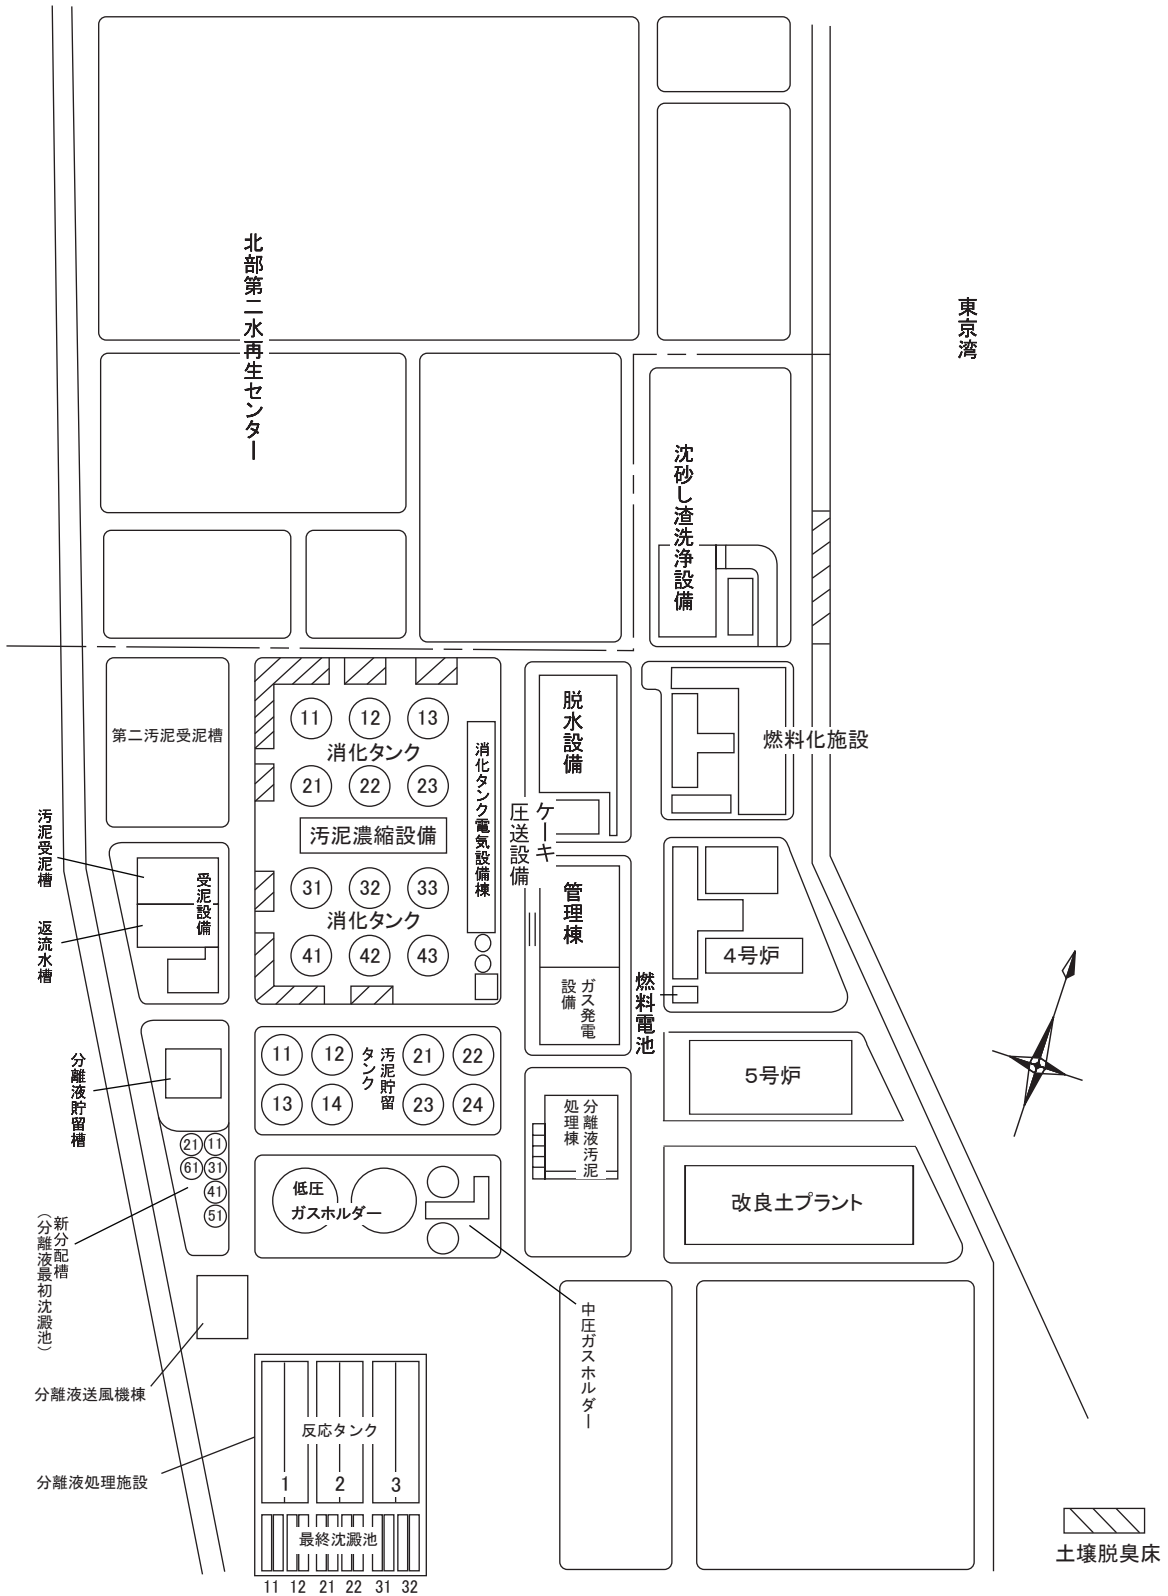 北部第二水再生センター
東京湾
沈砂し渣洗浄設備
第二汚泥受泥槽
11
12
13
消化タンク
21
22
23
汚泥濃縮設備
31
32
33
消化タンク
41
42
43
消化タンク電気設備棟
脱水設備
ケーキ
圧送設備
燃料化施設
汚泥受泥槽
受泥設備
返流水槽
管理棟
ガス発電
設備
4号炉
燃料電池
分離液貯留槽
11
12
13
14
汚泥貯留
タンク
21
22
23
24
5号炉
分離液汚泥
処理棟
21
11
61
31
41
51
新分配槽
(分離液最初沈澱池)
低圧
ガスホルダー
改良土プラント
中圧ガスホルダー
分離液送風機棟
分離液処理施設
反応タンク
1
2
3
最終沈澱池
11
12
21
22
31
32
土壌脱臭床